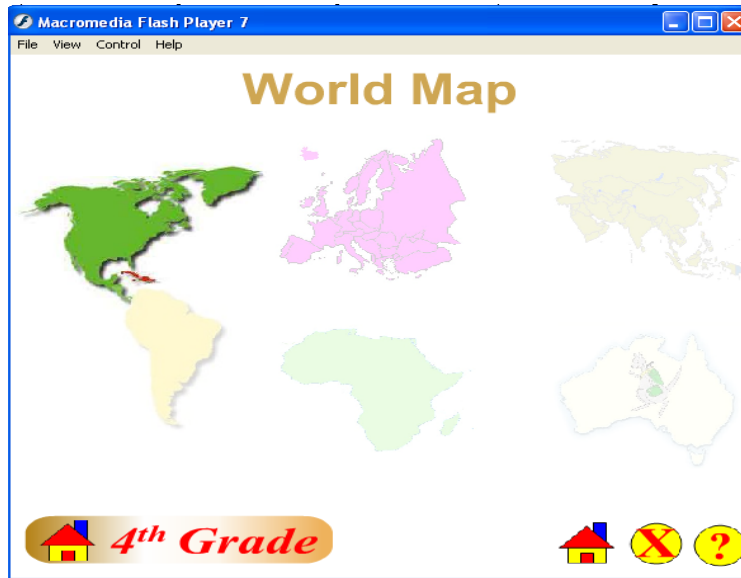 Macromedia Flash Player 7
File View Control Help
World Map
4th Grade
X ?